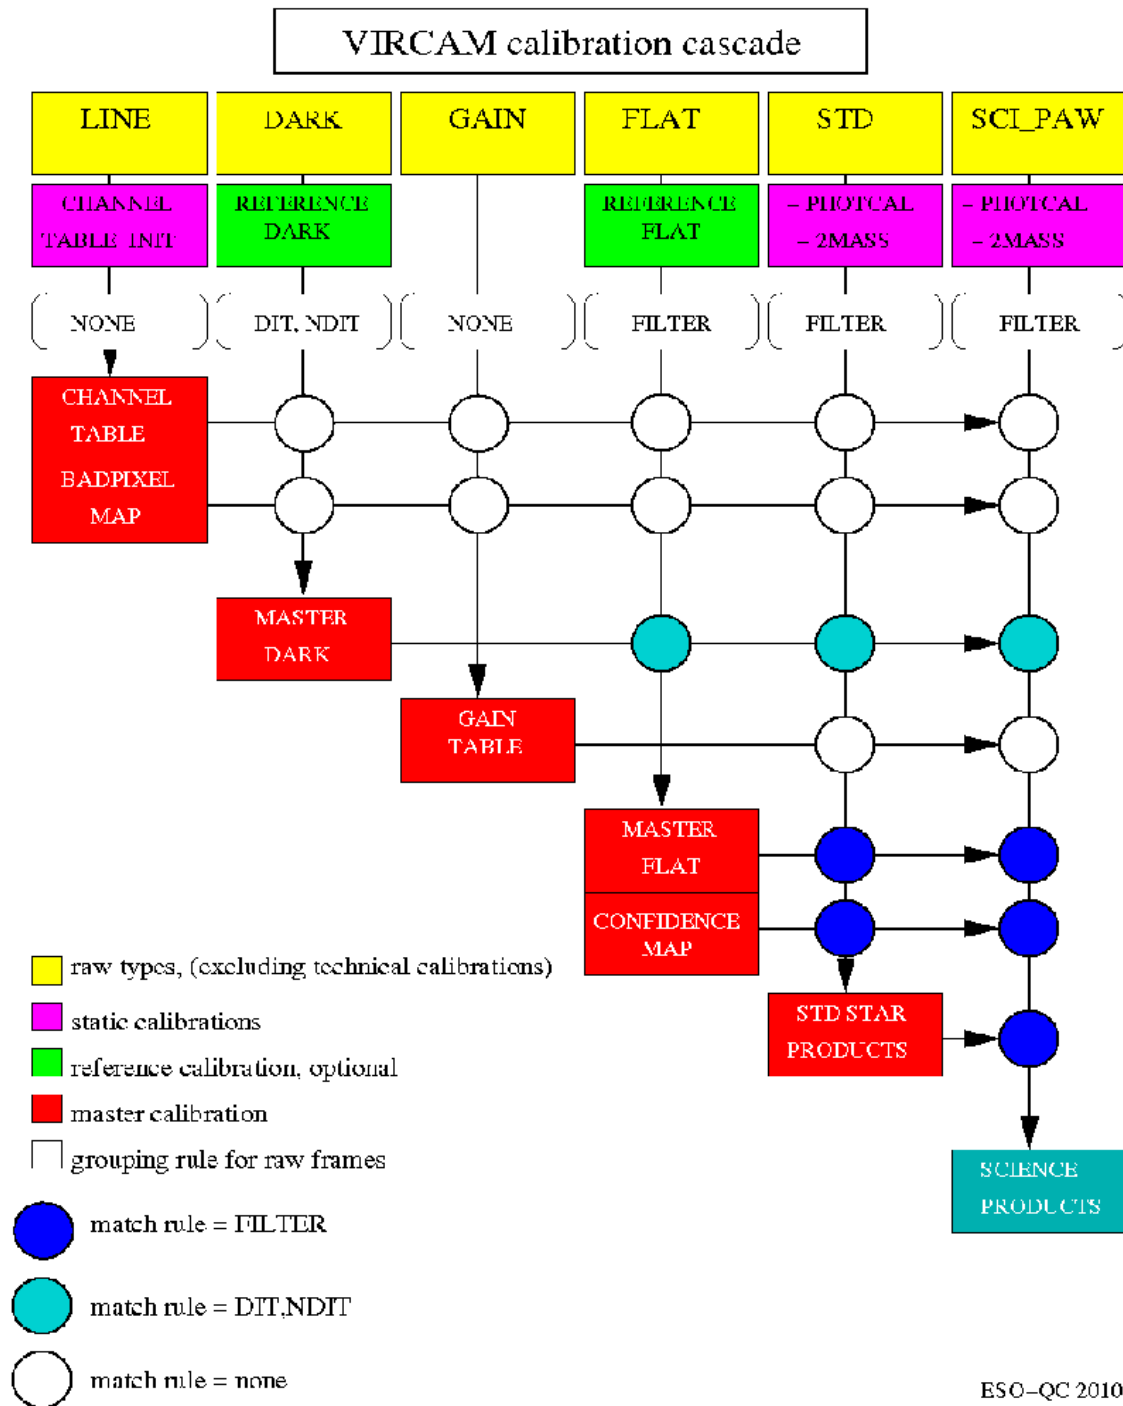 VIRCAM calibration cascade
LINE
DARK
GAIN
FLAT
STD
SCI_PAW
CHANNEL
TABLE INIT
REFERENCE
DARK
REFERENCE
FLAT
– PHOTCAL
– 2MASS
– PHOTCAL
– 2MASS
NONE
DIT, NDIT
NONE
FILTER
FILTER
FILTER
CHANNEL
TABLE
BADPIXEL
MAP
MASTER
DARK
GAIN
TABLE
MASTER
FLAT
CONFIDENCE
MAP
STD STAR
PRODUCTS
SCIENCE
PRODUCTS
raw types, (excluding technical calibrations)
static calibrations
reference calibration, optional
master calibration
grouping rule for raw frames
match rule = FILTER
match rule = DIT,NDIT
match rule = none
ESO–QC 2010